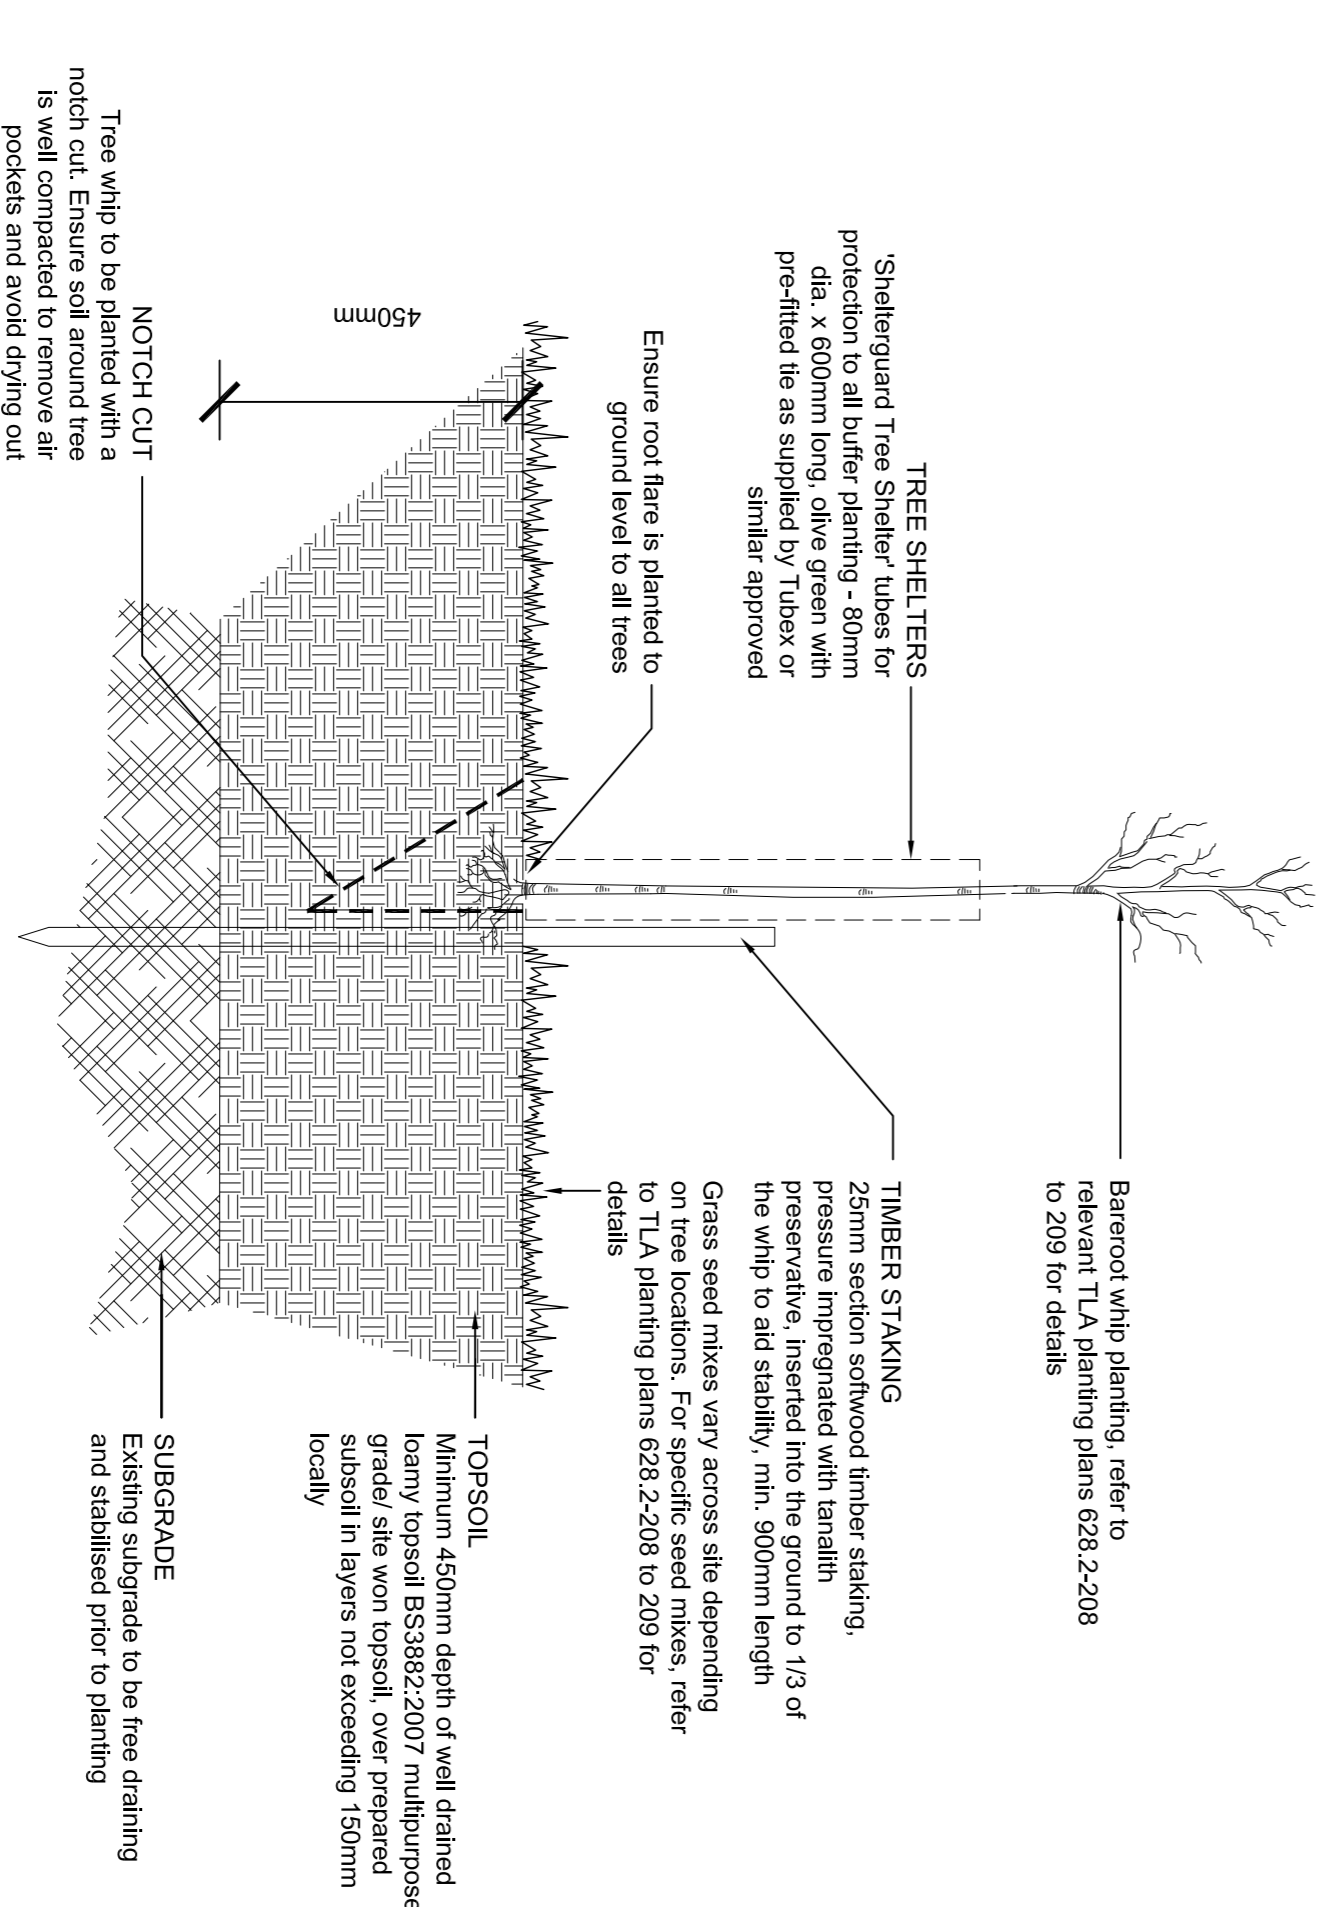 TREE SHELTERS
'Shelterguard Tree Shelter' tubes for
protection to all buffer planting - 80mm
dia. x 600mm long, olive green with
pre-fitted tie as supplied by Tubex or
similar approved
Ensure root flare is planted to
ground level to all trees
450mm
NOTCH CUT
Tree whip to be planted with a
notch cut. Ensure soil around tree
is well compacted to remove air
pockets and avoid drying out
Bareroot whip planting, refer to
relevant TLA planting plans 628.2-208
to 209 for details
TIMBER STAKING
25mm section softwood timber staking,
pressure impregnated with tanalith
preservative, inserted into the ground to 1/3 of
the whip to aid stability, min. 900mm length
Grass seed mixes vary across site depending
on tree locations. For specific seed mixes, refer
to TLA planting plans 628.2-208 to 209 for
details
TOPSOIL
Minimum 450mm depth of well drained
loamy topsoil BS3882:2007 multipurpose
grade/ site won topsoil, over prepared
subsoil in layers not exceeding 150mm
locally
SUBGRADE
Existing subgrade to be free draining
and stabilised prior to planting